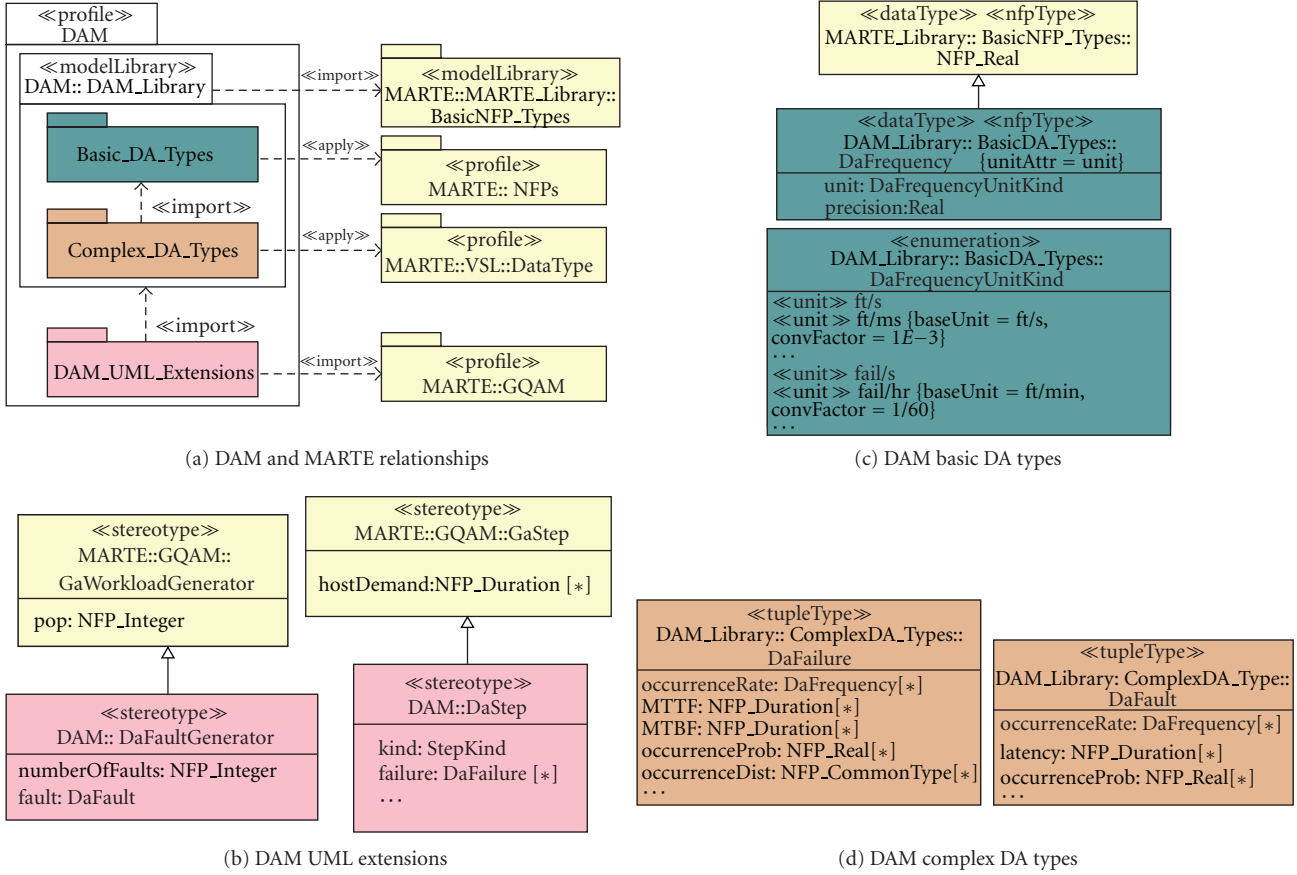 ≪profile≫
DAM
≪modelLibrary≫
DAM:: DAM_Library
Basic_DA_Types
≪import≫
Complex_DA_Types
≪import≫
DAM_UML_Extensions
≪import≫
≪apply≫
≪apply≫
≪import≫
≪modelLibrary≫
MARTE::MARTE_Library::
BasicNFP_Types
≪profile≫
MARTE:: NFPs
≪profile≫
MARTE::VSL::DataType
≪profile≫
MARTE::GQAM
(a) DAM and MARTE relationships
≪dataType≫ ≪nfpType≫
MARTE_Library:: BasicNFP_Types::
NFP_Real
≪dataType≫ ≪nfpType≫
DAM_Library:: BasicDA_Types::
DaFrequency {unitAttr = unit}
unit: DaFrequencyUnitKind
precision:Real
≪enumeration≫
DAM_Library:: BasicDA_Types::
DaFrequencyUnitKind
≪unit≫ ft/s
≪unit≫ ft/ms {baseUnit = ft/s,
convFactor = 1E−3}
· · ·
≪unit≫ fail/s
≪unit≫ fail/hr {baseUnit = ft/min,
convFactor = 1/60}
· · ·
(c) DAM basic DA types
≪stereotype≫
MARTE::GQAM::
GaWorkloadGenerator
pop: NFP_Integer
≪stereotype≫
DAM:: DaFaultGenerator
numberOfFaults: NFP_Integer
fault: DaFault
≪stereotype≫
MARTE::GQAM::GaStep
hostDemand:NFP_Duration [∗]
≪stereotype≫
DAM::DaStep
kind: StepKind
failure: DaFailure [∗]
· · ·
(b) DAM UML extensions
≪tupleType≫
DAM_Library:: ComplexDA_Types::
DaFailure
occurrenceRate: DaFrequency[∗]
MTTF: NFP_Duration[∗]
MTBF: NFP_Duration[∗]
occurrenceProb: NFP_Real[∗]
occurrenceDist: NFP_CommonType[∗]
· · ·
≪tupleType≫
DAM_Library: ComplexDA_Type::
DaFault
occurrenceRate: DaFrequency[∗]
latency: NFP_Duration[∗]
occurrenceProb: NFP_Real[∗]
· · ·
(d) DAM complex DA types